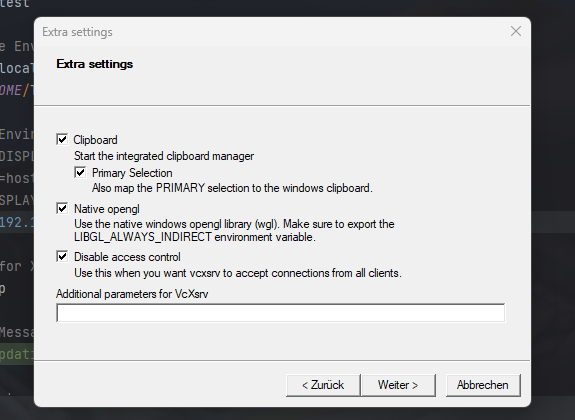 test
Extra settings
Extra settings
local
OME/
Clipboard
Start the integrated clipboard manager
Primary Selection
Also map the PRIMARY selection to the windows clipboard.
Native opengl
Use the native windows opengl library (wgl). Make sure to export the
LIBGL_ALWAYS_INDIRECT environment variable.
Disable access control
Use this when you want vcxsrv to accept connections from all clients.
Additional parameters for VcXsrv
< Zurück
Weiter >
Abbrechen
e Env
Envir
DISPL
=host
SPLAY
192.1
for X
p
Messa
pdati